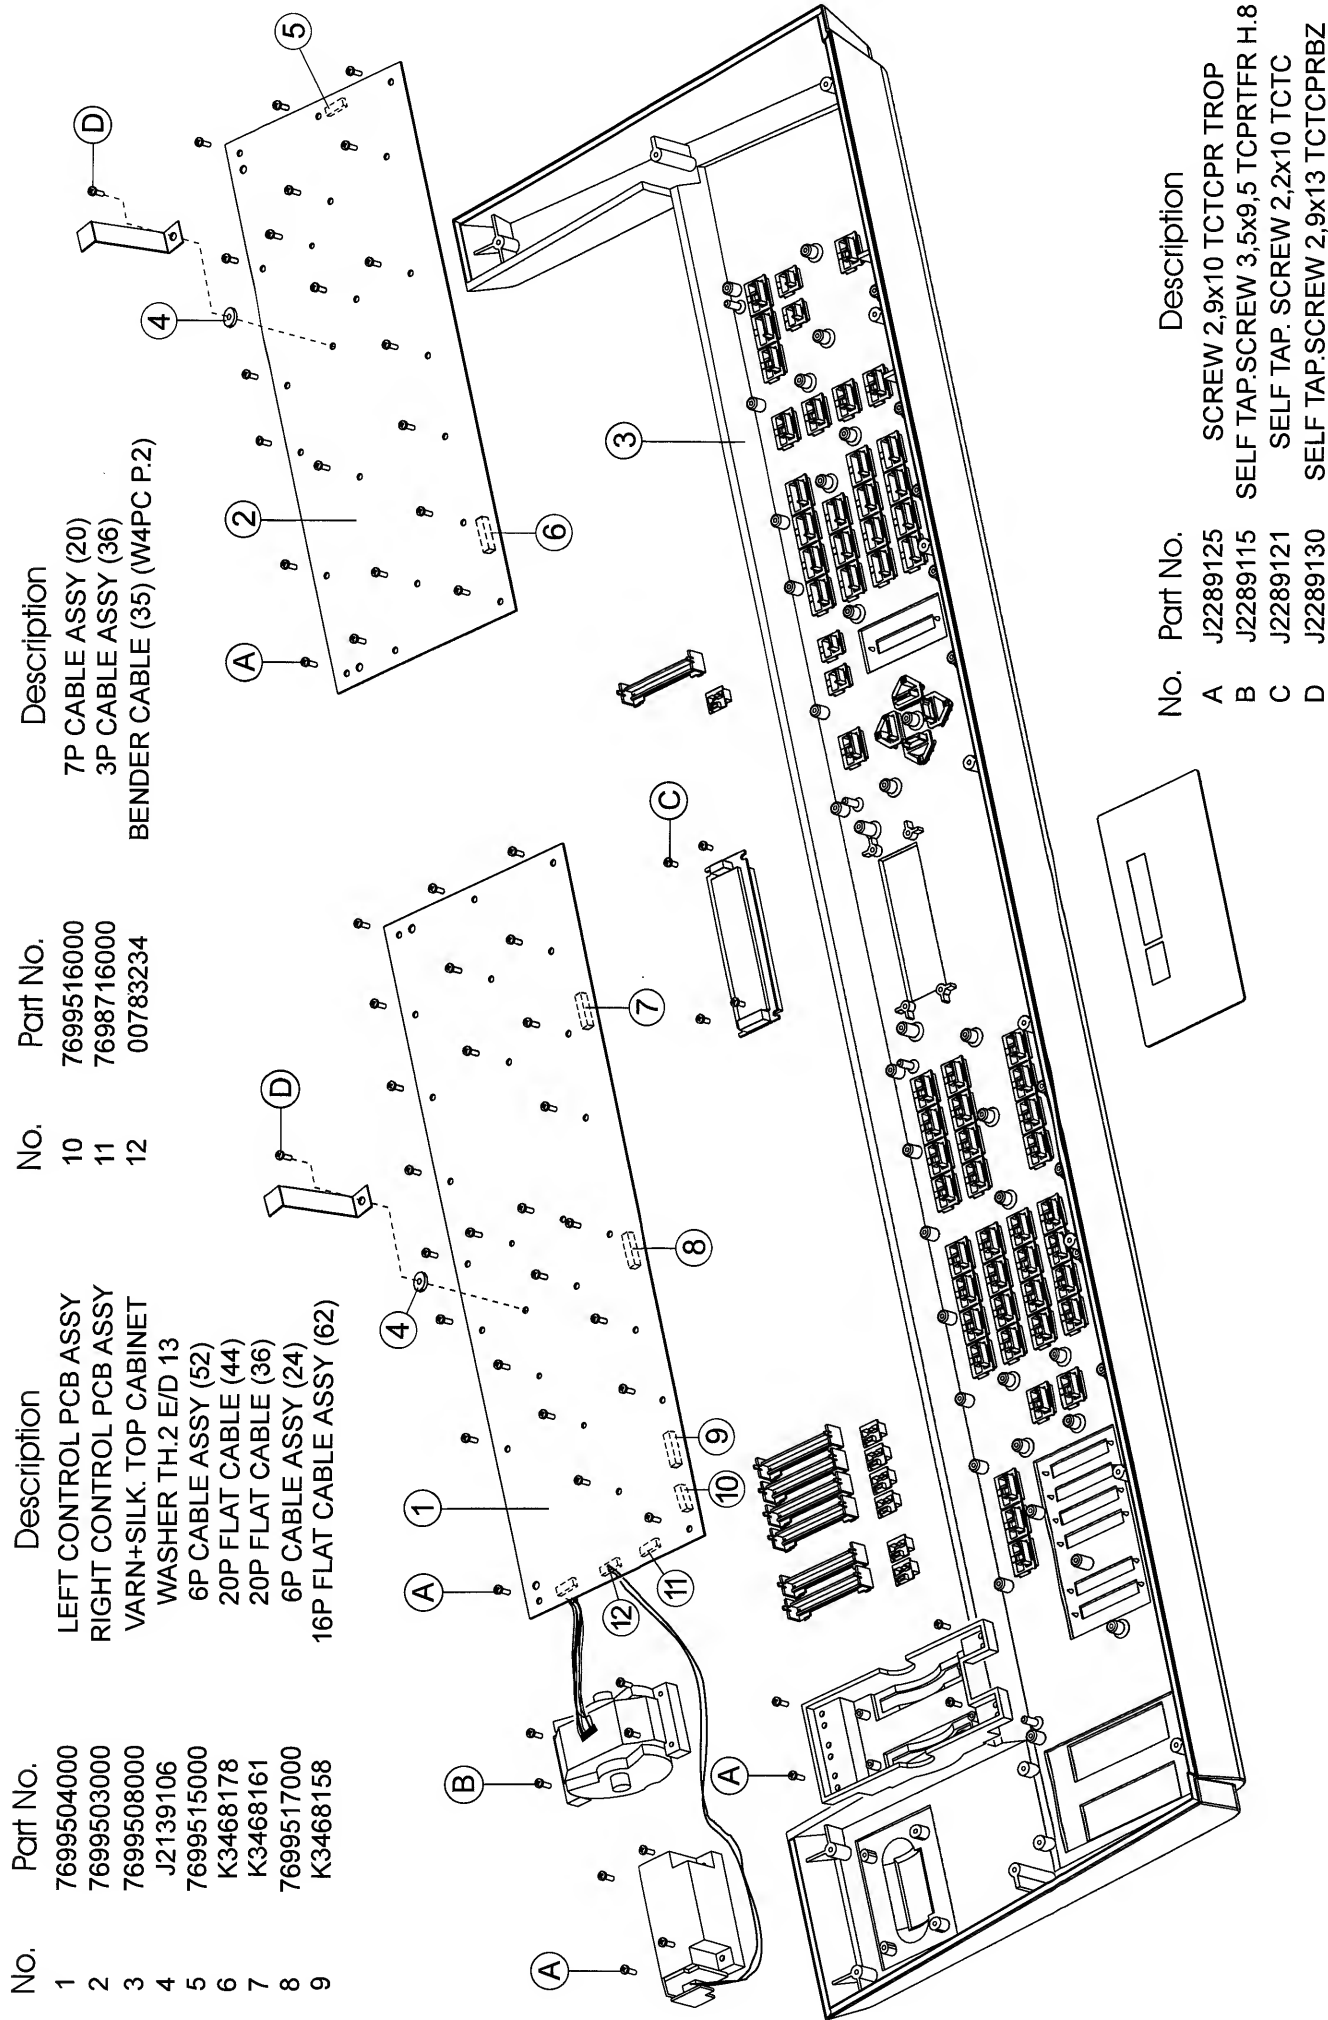 No. Part No. Description
1 7699504000 LEFT CONTROL PCB ASSY
2 7699503000 RIGHT CONTROL PCB ASSY
3 7699508000 VARN+SILK. TOP CABINET
4 J2139106 WASHER TH.2 E/D 13
5 7699515000 6P CABLE ASSY (52)
6 K3468178 20P FLAT CABLE (44)
7 K3468161 20P FLAT CABLE (36)
8 7699517000 6P CABLE ASSY (24)
9 K3468158 16P FLAT CABLE ASSY (62)
No. Part No. Description
10 7699516000 7P CABLE ASSY (20)
11 7698716000 3P CABLE ASSY (36)
12 00783234 BENDER CABLE (35) (W4PC P.2)
D
5
4
2
A
6
D
4
1
A
7
8
9
10
11
12
B
A
A
C
3
No. Part No. Description
A J2289125 SCREW 2,9x10 TCTCPR TROP
B J2289115 SELF TAP.SCREW 3,5x9,5 TCPRTFR H.8
C J2289121 SELF TAP. SCREW 2,2x10 TCTC
D J2289130 SELF TAP.SCREW 2,9x13 TCTCPRBZ